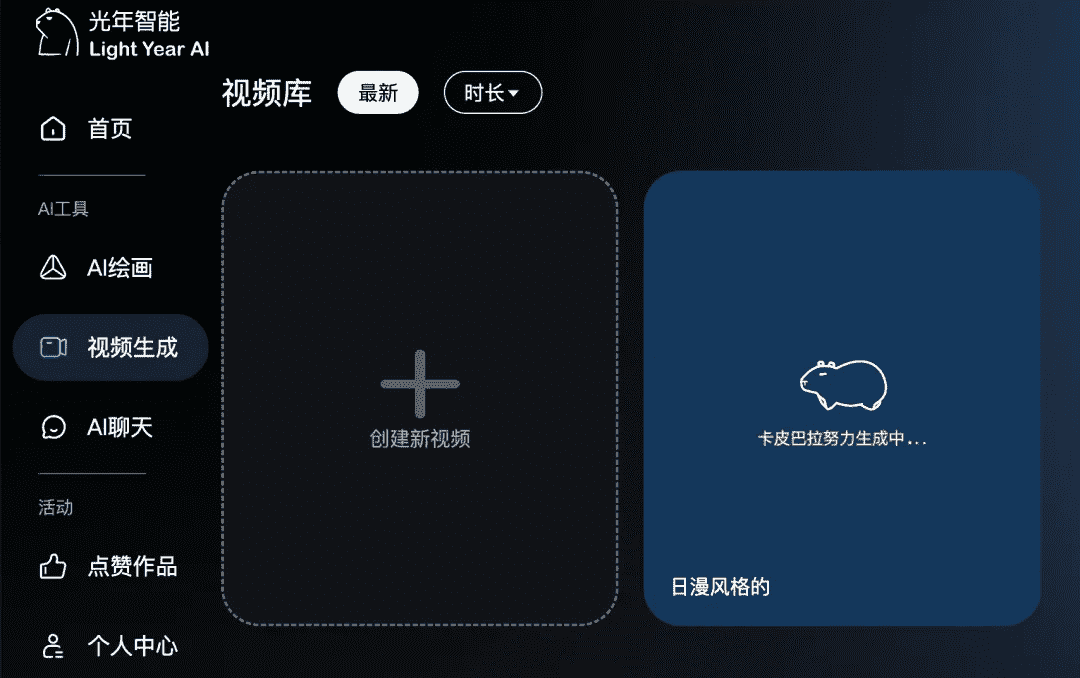 光年智能
Light Year AI
视频库
最新
时长
首页
AI工具
AI绘画
视频生成
AI聊天
活动
点赞作品
个人中心
创建新视频
卡皮巴拉努力生成中...
日漫风格的